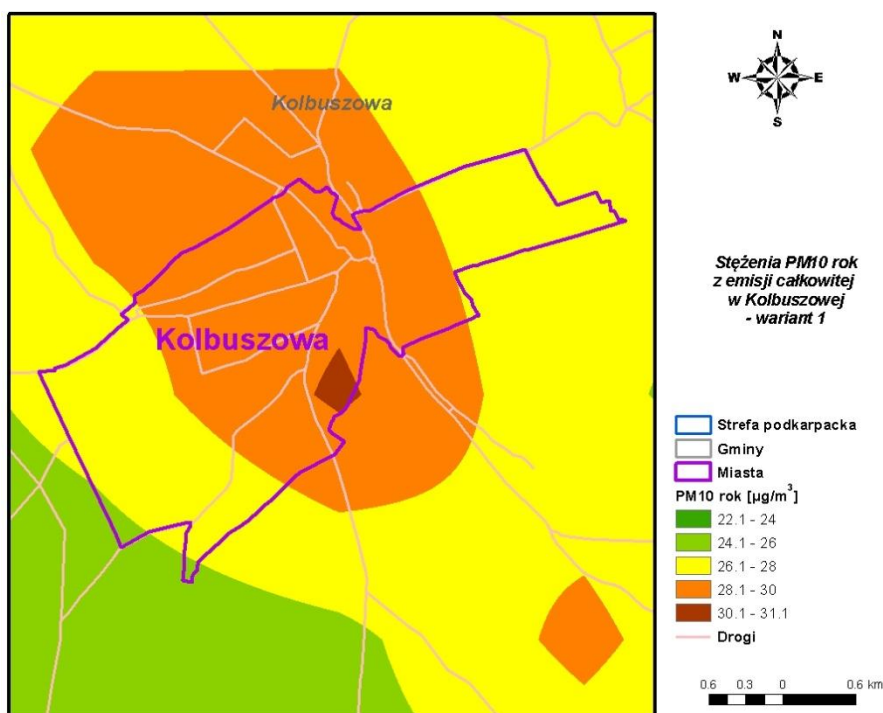 Kolbuszowa
Kolbuszowa
N
W E
S
Stężenia PM10 rok
z emisji całkowitej
w Kolbuszowej
- wariant 1
Strefa podkarpacka
Gminy
Miasta
PM10 rok [µg/m³]
22.1 - 24
24.1 - 26
26.1 - 28
28.1 - 30
30.1 - 31.1
Drogi
0.6 0.3 0 0.6 km